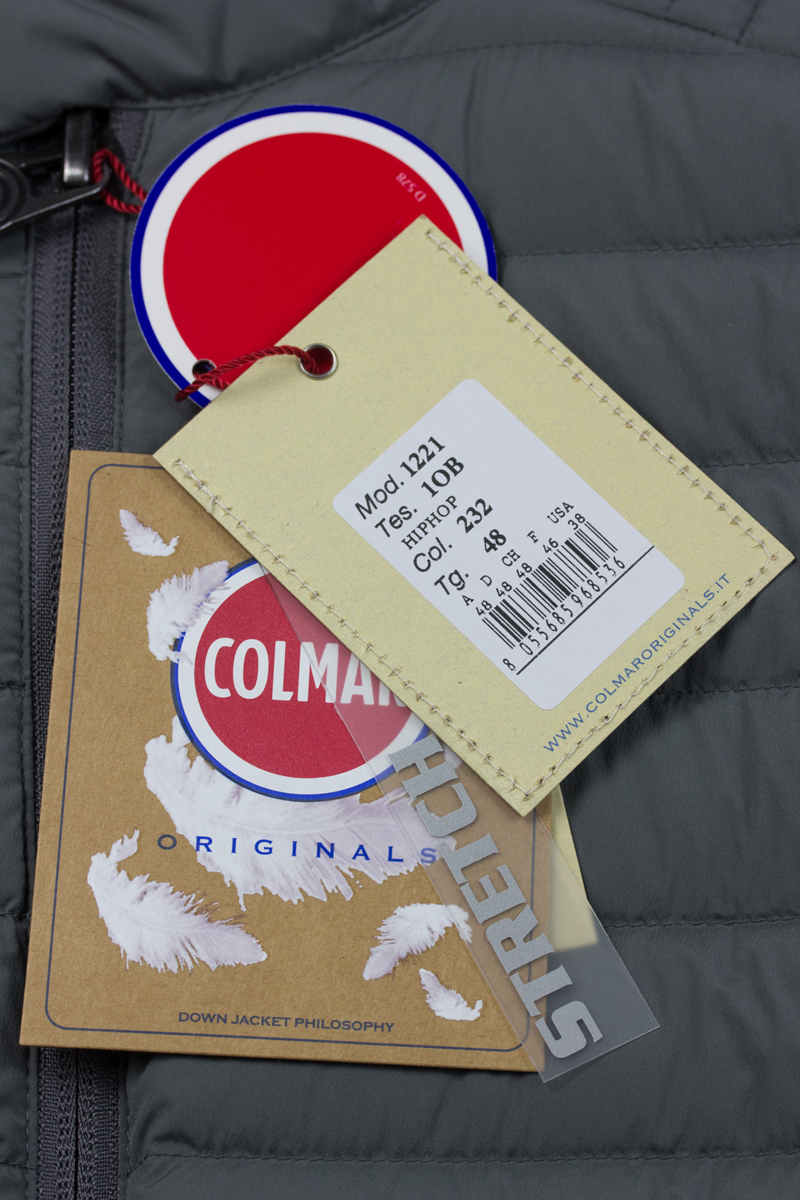 D 578
Mod. 1221
Tes. 1OB
HIPHOP
Col. 232
Tg. 48
A D CH F USA
48 48 48 46 38
8 055685 968536
WWW.COLMARORIGINALS.IT
COLMAR
ORIGINALS
STRETCH
DOWN JACKET PHILOSOPHY